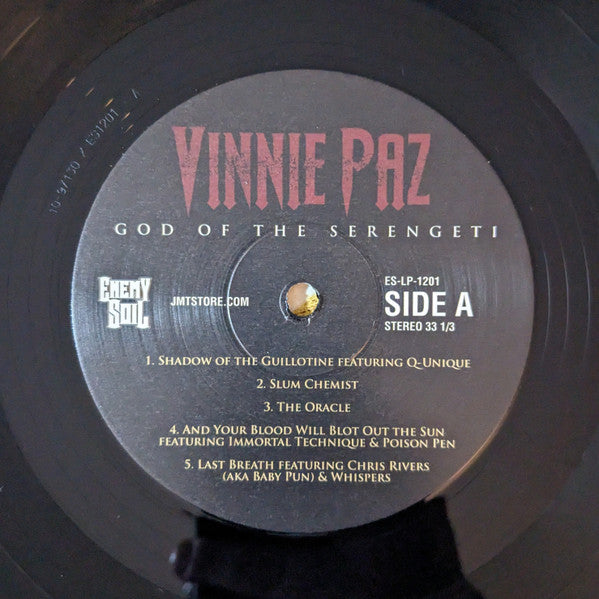 VINNIE PAZ
GOD OF THE SERENGETI
ENEMY
SOIL
JMTSTORE.COM
ES-LP-1201
SIDE A
STEREO 33 1/3
1. SHADOW OF THE GUILLOTINE FEATURING Q-UNIQUE
2. SLUM CHEMIST
3. THE ORACLE
4. AND YOUR BLOOD WILL BLOT OUT THE SUN
FEATURING IMMORTAL TECHNIQUE & POISON PEN
5. LAST BREATH FEATURING CHRIS RIVERS
(AKA BABY PUN) & WHISPERS
/ ES1201 A